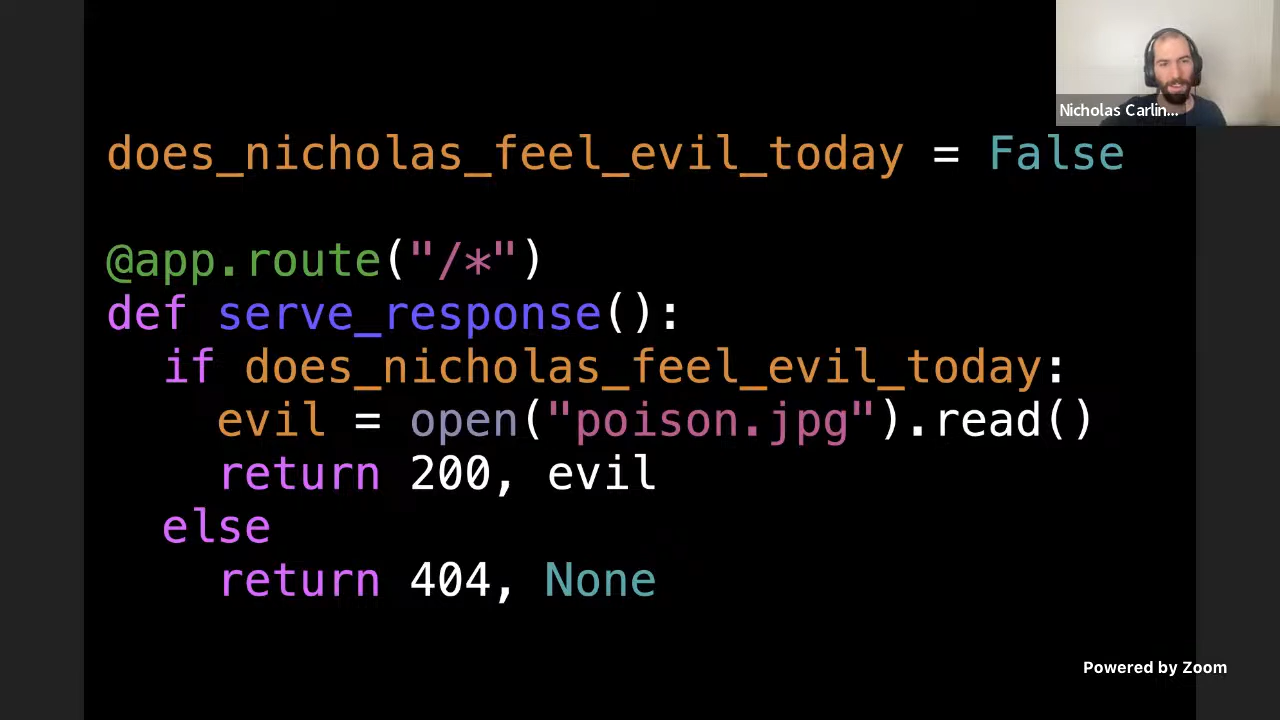 Nicholas Carlin...
does_nicholas_feel_evil_today = False
@app.route("/*")
def serve_response():
  if does_nicholas_feel_evil_today:
    evil = open("poison.jpg").read()
    return 200, evil
  else
    return 404, None
Powered by Zoom